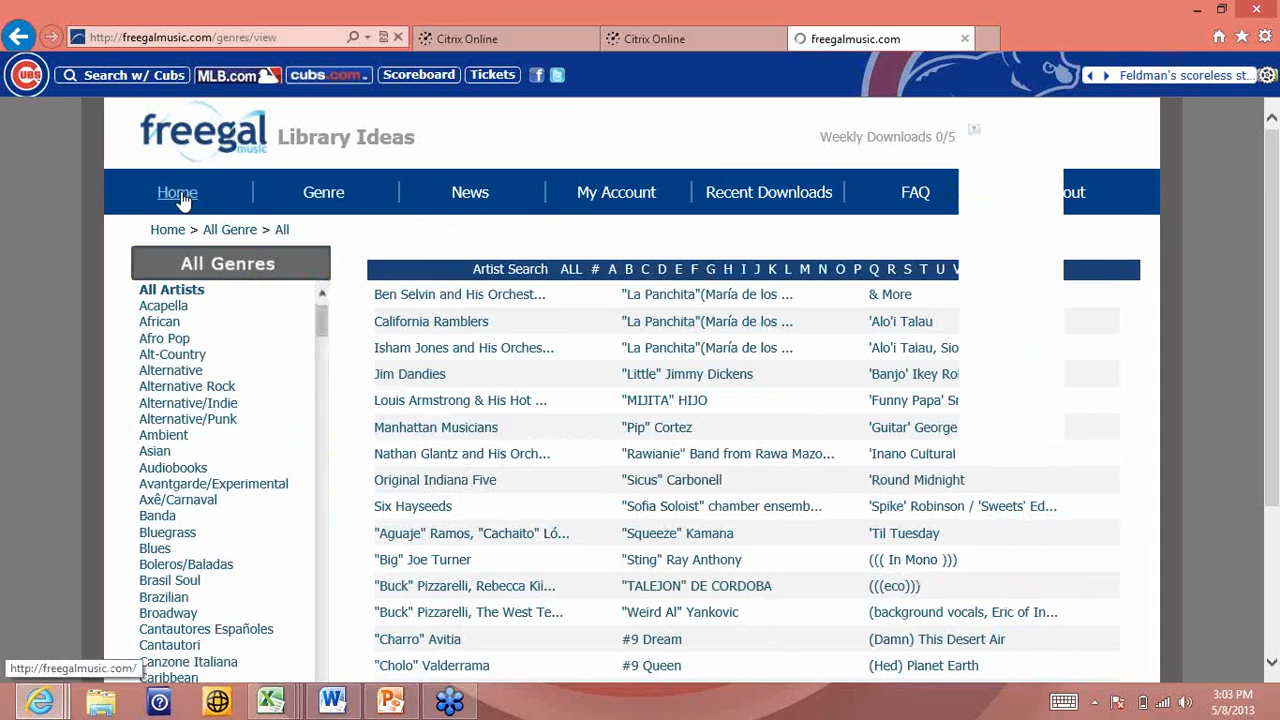 http://freegalmusic.com/genres/view
Citrix Online
Citrix Online
freegalmusic.com
CUBS
Search w/ Cubs
MLB.com
cubs.com
Scoreboard
Tickets
Feldman's scoreless st...
freegal music
Library Ideas
Weekly Downloads 0/5
Home
Genre
News
My Account
Recent Downloads
FAQ
out
Home > All Genre > All
All Genres
All Artists
Acapella
African
Afro Pop
Alt-Country
Alternative
Alternative Rock
Alternative/Indie
Alternative/Punk
Ambient
Asian
Audiobooks
Avantgarde/Experimental
Axê/Carnaval
Banda
Bluegrass
Blues
Boleros/Baladas
Brasil Soul
Brazilian
Broadway
Cantautores Españoles
Cantautori
Canzone Italiana
Caribbean
Artist Search ALL # A B C D E F G H I J K L M N O P Q R S T U V
Ben Selvin and His Orchest... "La Panchita"(María de los ... & More
California Ramblers "La Panchita"(María de los ... 'Alo'i Talau
Isham Jones and His Orches... "La Panchita"(María de los ... 'Alo'i Taiau, Sio
Jim Dandies "Little" Jimmy Dickens 'Banjo' Ikey Ro
Louis Armstrong & His Hot ... "MIJITA" HIJO 'Funny Papa' Sr
Manhattan Musicians "Pip" Cortez 'Guitar' George
Nathan Glantz and His Orch... "Rawianie" Band from Rawa Mazo... 'Inano Cultural
Original Indiana Five "Sicus" Carbonell 'Round Midnight
Six Hayseeds "Sofia Soloist" chamber ensemb... 'Spike' Robinson / 'Sweets' Ed...
"Aguaje" Ramos, "Cachaito" Ló... "Squeeze" Kamana 'Til Tuesday
"Big" Joe Turner "Sting" Ray Anthony ((( In Mono )))
"Buck" Pizzarelli, Rebecca Kil... "TALEJON" DE CORDOBA (((eco)))
"Buck" Pizzarelli, The West Te... "Weird Al" Yankovic (background vocals, Eric of In...
"Charro" Avitia #9 Dream (Damn) This Desert Air
"Cholo" Valderrama #9 Queen (Hed) Planet Earth
http://freegalmusic.com/
3:03 PM
5/8/2013